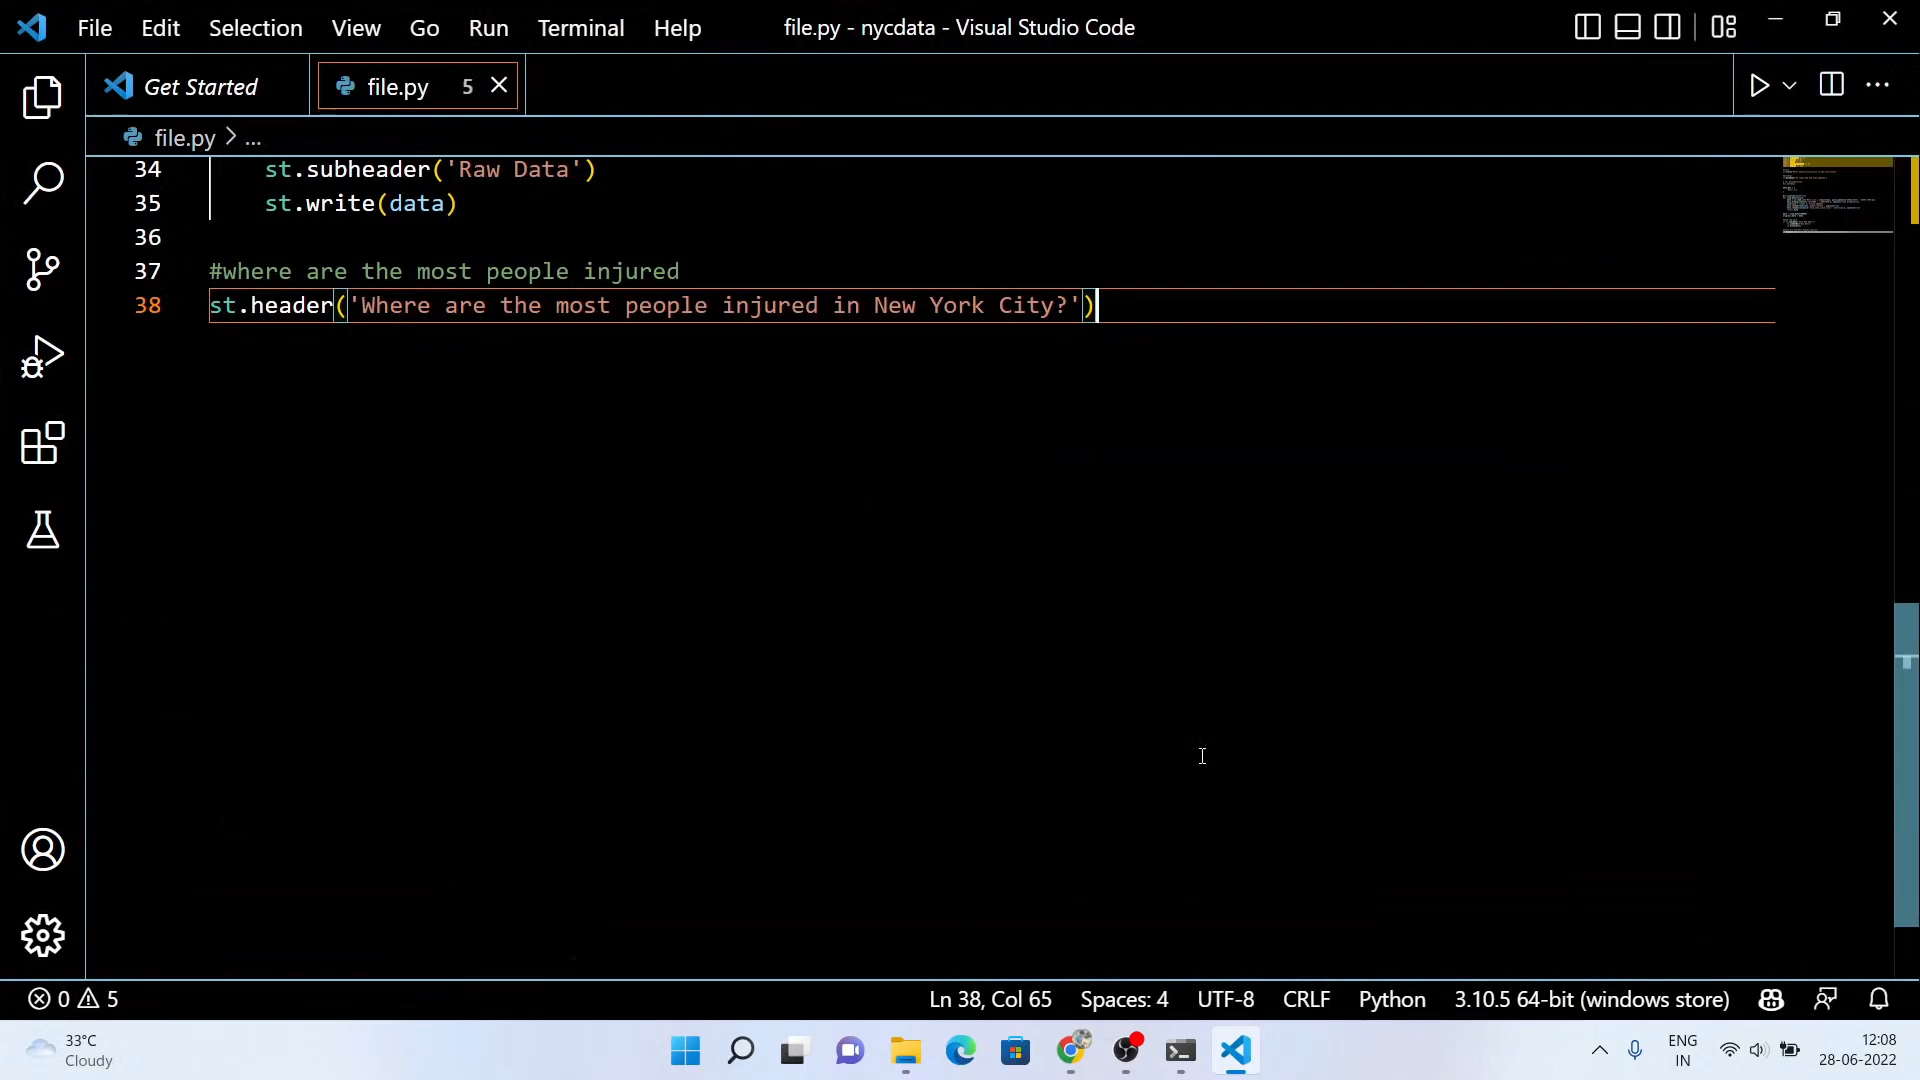 File Edit Selection View Go Run Terminal Help file.py - nycdata - Visual Studio Code
Get Started file.py 5
file.py > ...
34 st.subheader('Raw Data')
35 st.write(data)
36
37 #where are the most people injured
38 st.header('Where are the most people injured in New York City?')
0 5 Ln 38, Col 65 Spaces: 4 UTF-8 CRLF Python 3.10.5 64-bit (windows store)
33°C
Cloudy
ENG
IN
12:08
28-06-2022